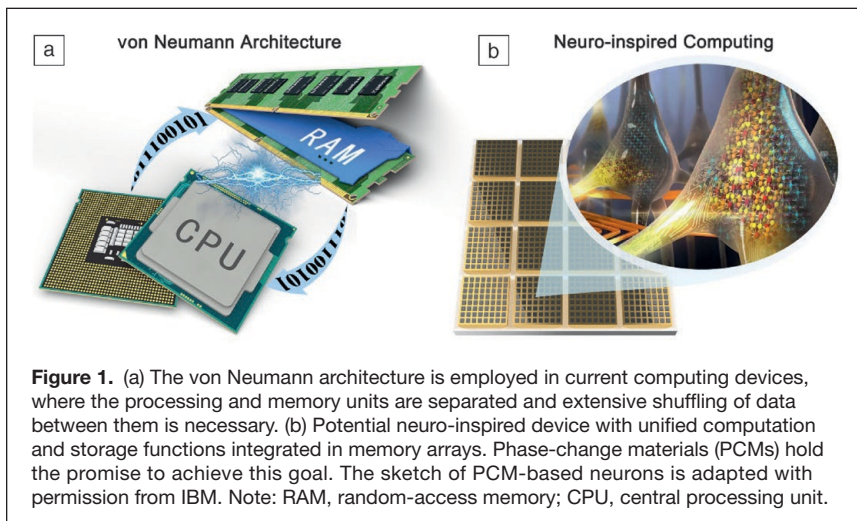 a
von Neumann Architecture
b
Neuro-inspired Computing
0111100101
RAM
CPU
0111100101
Figure 1. (a) The von Neumann architecture is employed in current computing devices,
where the processing and memory units are separated and extensive shuffling of data
between them is necessary. (b) Potential neuro-inspired device with unified computation
and storage functions integrated in memory arrays. Phase-change materials (PCMs) hold
the promise to achieve this goal. The sketch of PCM-based neurons is adapted with
permission from IBM. Note: RAM, random-access memory; CPU, central processing unit.